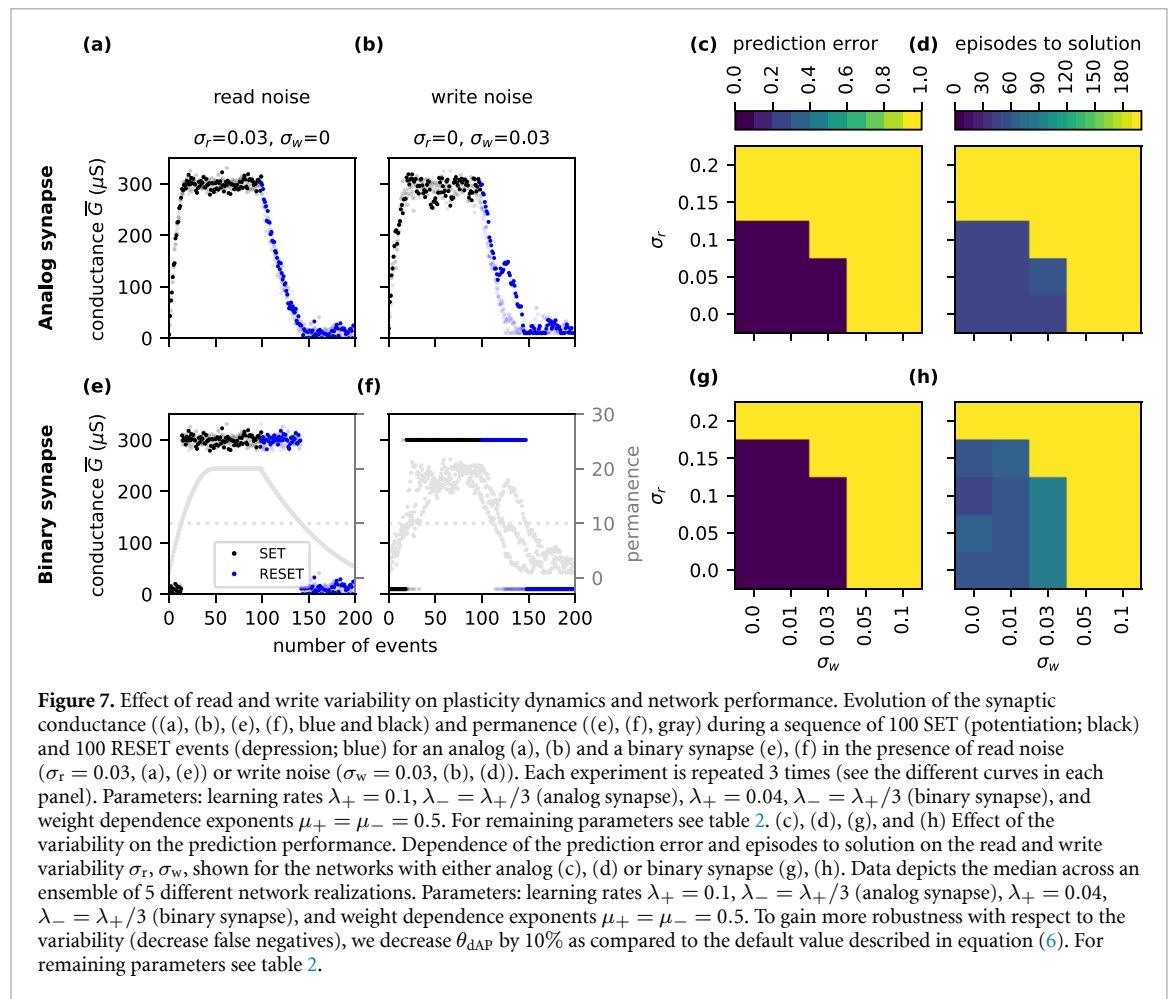 (a)
(b)
(c) prediction error
(d) episodes to solution
0.0 0.2 0.4 0.6 0.8 1.0
0 30 60 90 120 150 180
read noise
σr=0.03, σw=0
write noise
σr=0, σw=0.03
Analog synapse
conductance G̅ (μS)
300
200
100
0
0 50 100 150 200
0 50 100 150 200
σr
0.2
0.15
0.1
0.05
0.0
(e)
(f)
(g)
(h)
Binary synapse
conductance G̅ (μS)
300
200
100
0
SET
RESET
30
20
10
0
permanence
0 50 100 150 200
0 50 100 150 200
number of events
σr
0.2
0.15
0.1
0.05
0.0
0.0 0.01 0.03 0.05 0.1
0.0 0.01 0.03 0.05 0.1
σw
Figure 7. Effect of read and write variability on plasticity dynamics and network performance. Evolution of the synaptic
conductance ((a), (b), (e), (f), blue and black) and permanence ((e), (f), gray) during a sequence of 100 SET (potentiation; black)
and 100 RESET events (depression; blue) for an analog (a), (b) and a binary synapse (e), (f) in the presence of read noise
(σr = 0.03, (a), (e)) or write noise (σw = 0.03, (b), (d)). Each experiment is repeated 3 times (see the different curves in each
panel). Parameters: learning rates λ+ = 0.1, λ− = λ+/3 (analog synapse), λ+ = 0.04, λ− = λ+/3 (binary synapse), and
weight dependence exponents μ+ = μ− = 0.5. For remaining parameters see table 2. (c), (d), (g), and (h) Effect of the
variability on the prediction performance. Dependence of the prediction error and episodes to solution on the read and write
variability σr, σw, shown for the networks with either analog (c), (d) or binary synapse (g), (h). Data depicts the median across an
ensemble of 5 different network realizations. Parameters: learning rates λ+ = 0.1, λ− = λ+/3 (analog synapse), λ+ = 0.04,
λ− = λ+/3 (binary synapse), and weight dependence exponents μ+ = μ− = 0.5. To gain more robustness with respect to the
variability (decrease false negatives), we decrease θdAP by 10% as compared to the default value described in equation (6). For
remaining parameters see table 2.